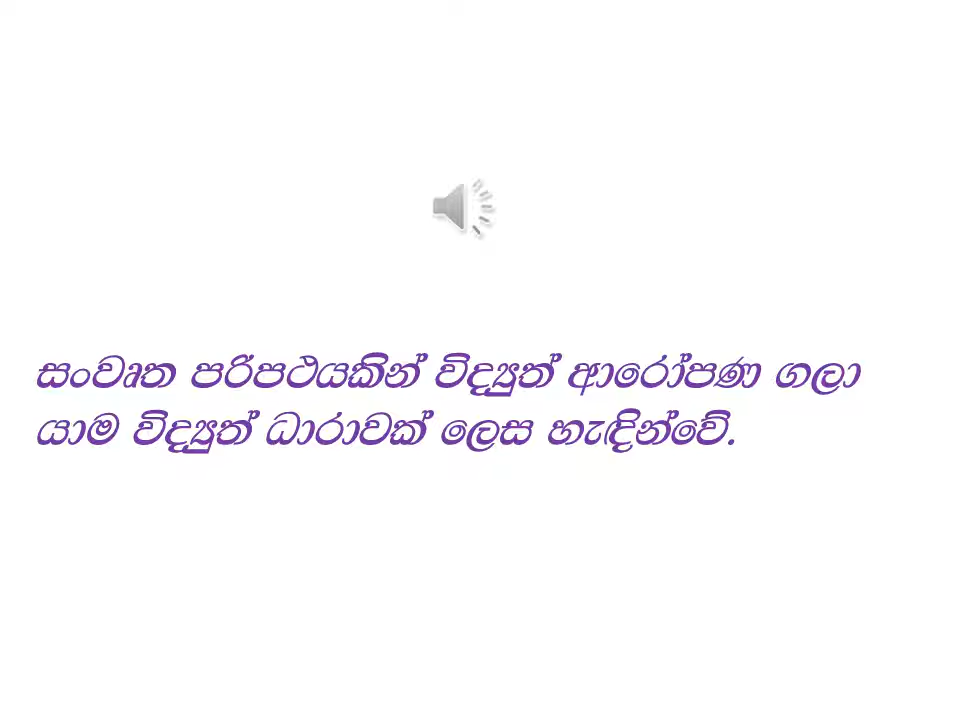 සංවෘත පරිපථයකින් විද්‍යුත් ආරෝපණ ගලා
යාම විද්‍යුත් ධාරාවක් ලෙස හැඳින්වේ.